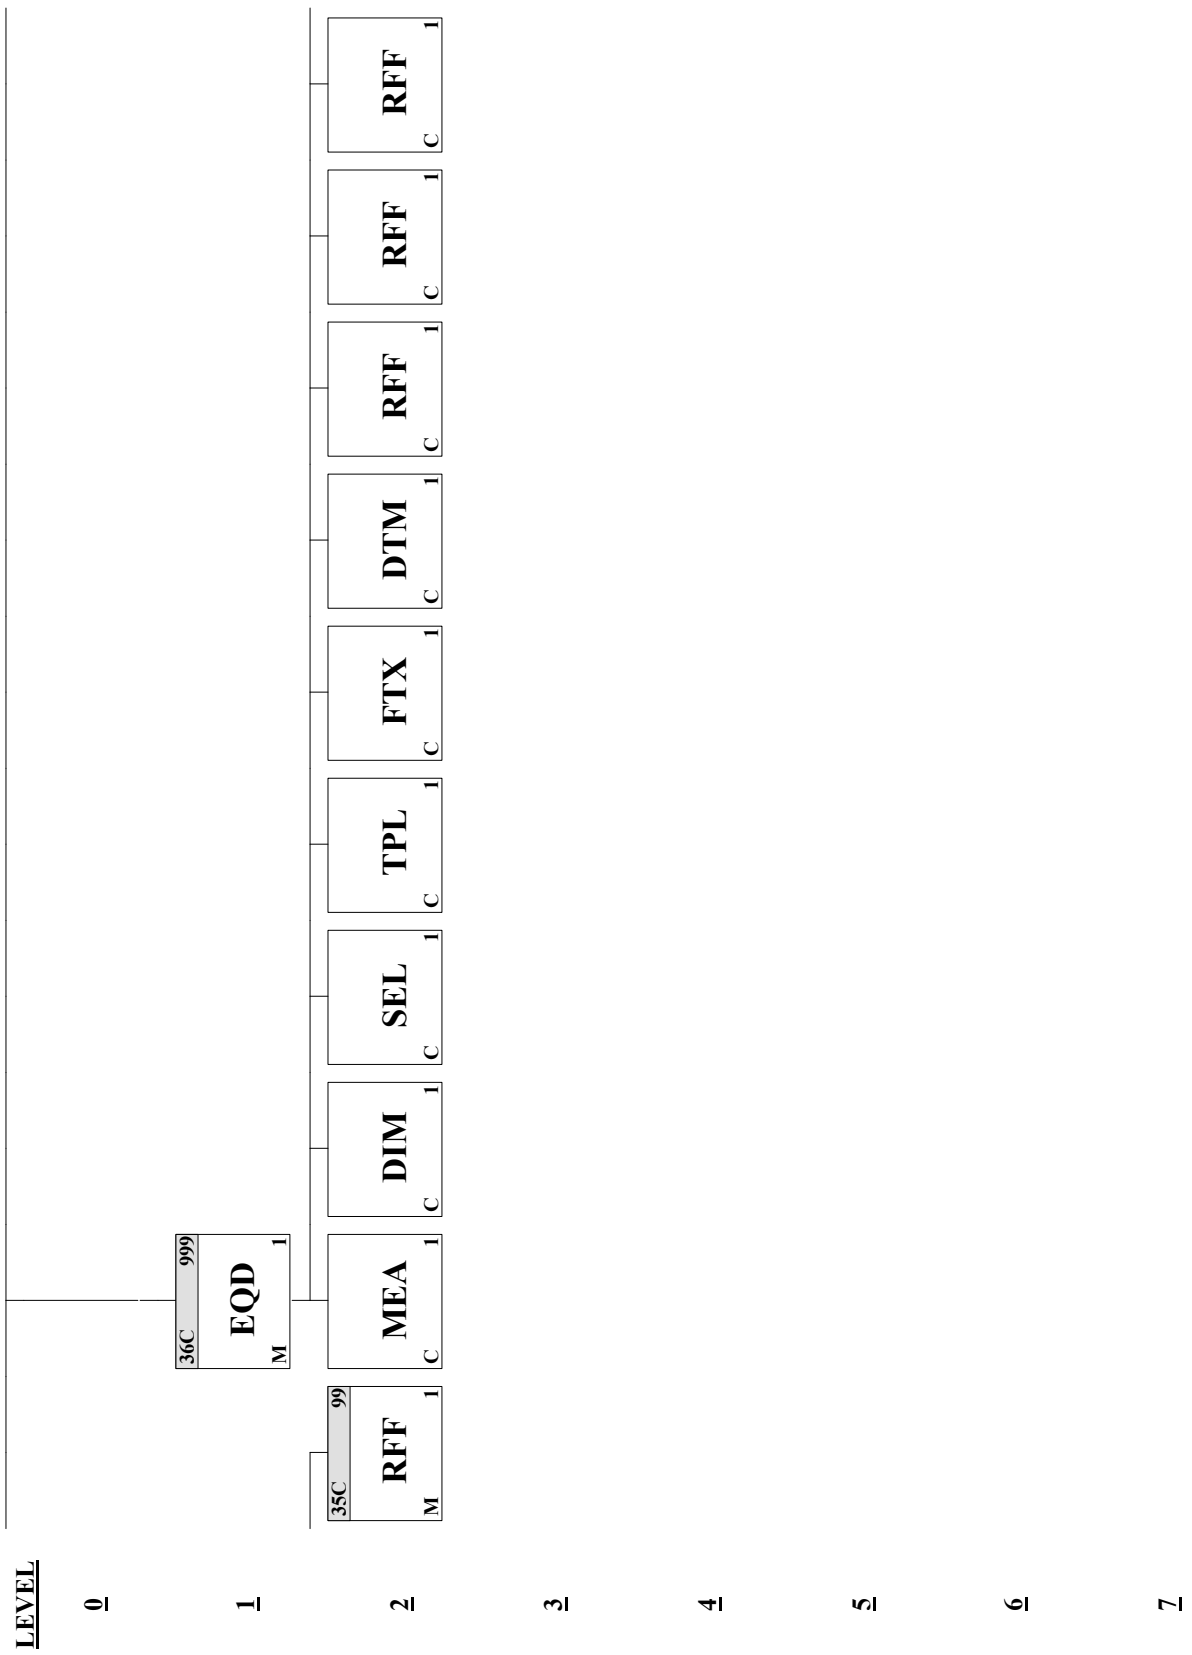 LEVEL
0
1
2
3
4
5
6
7
35C 99
RFF
M 1
36C 999
EQD
M 1
MEA
C 1
DIM
C 1
SEL
C 1
TPL
C 1
FTX
C 1
DTM
C 1
RFF
C 1
RFF
C 1
RFF
C 1